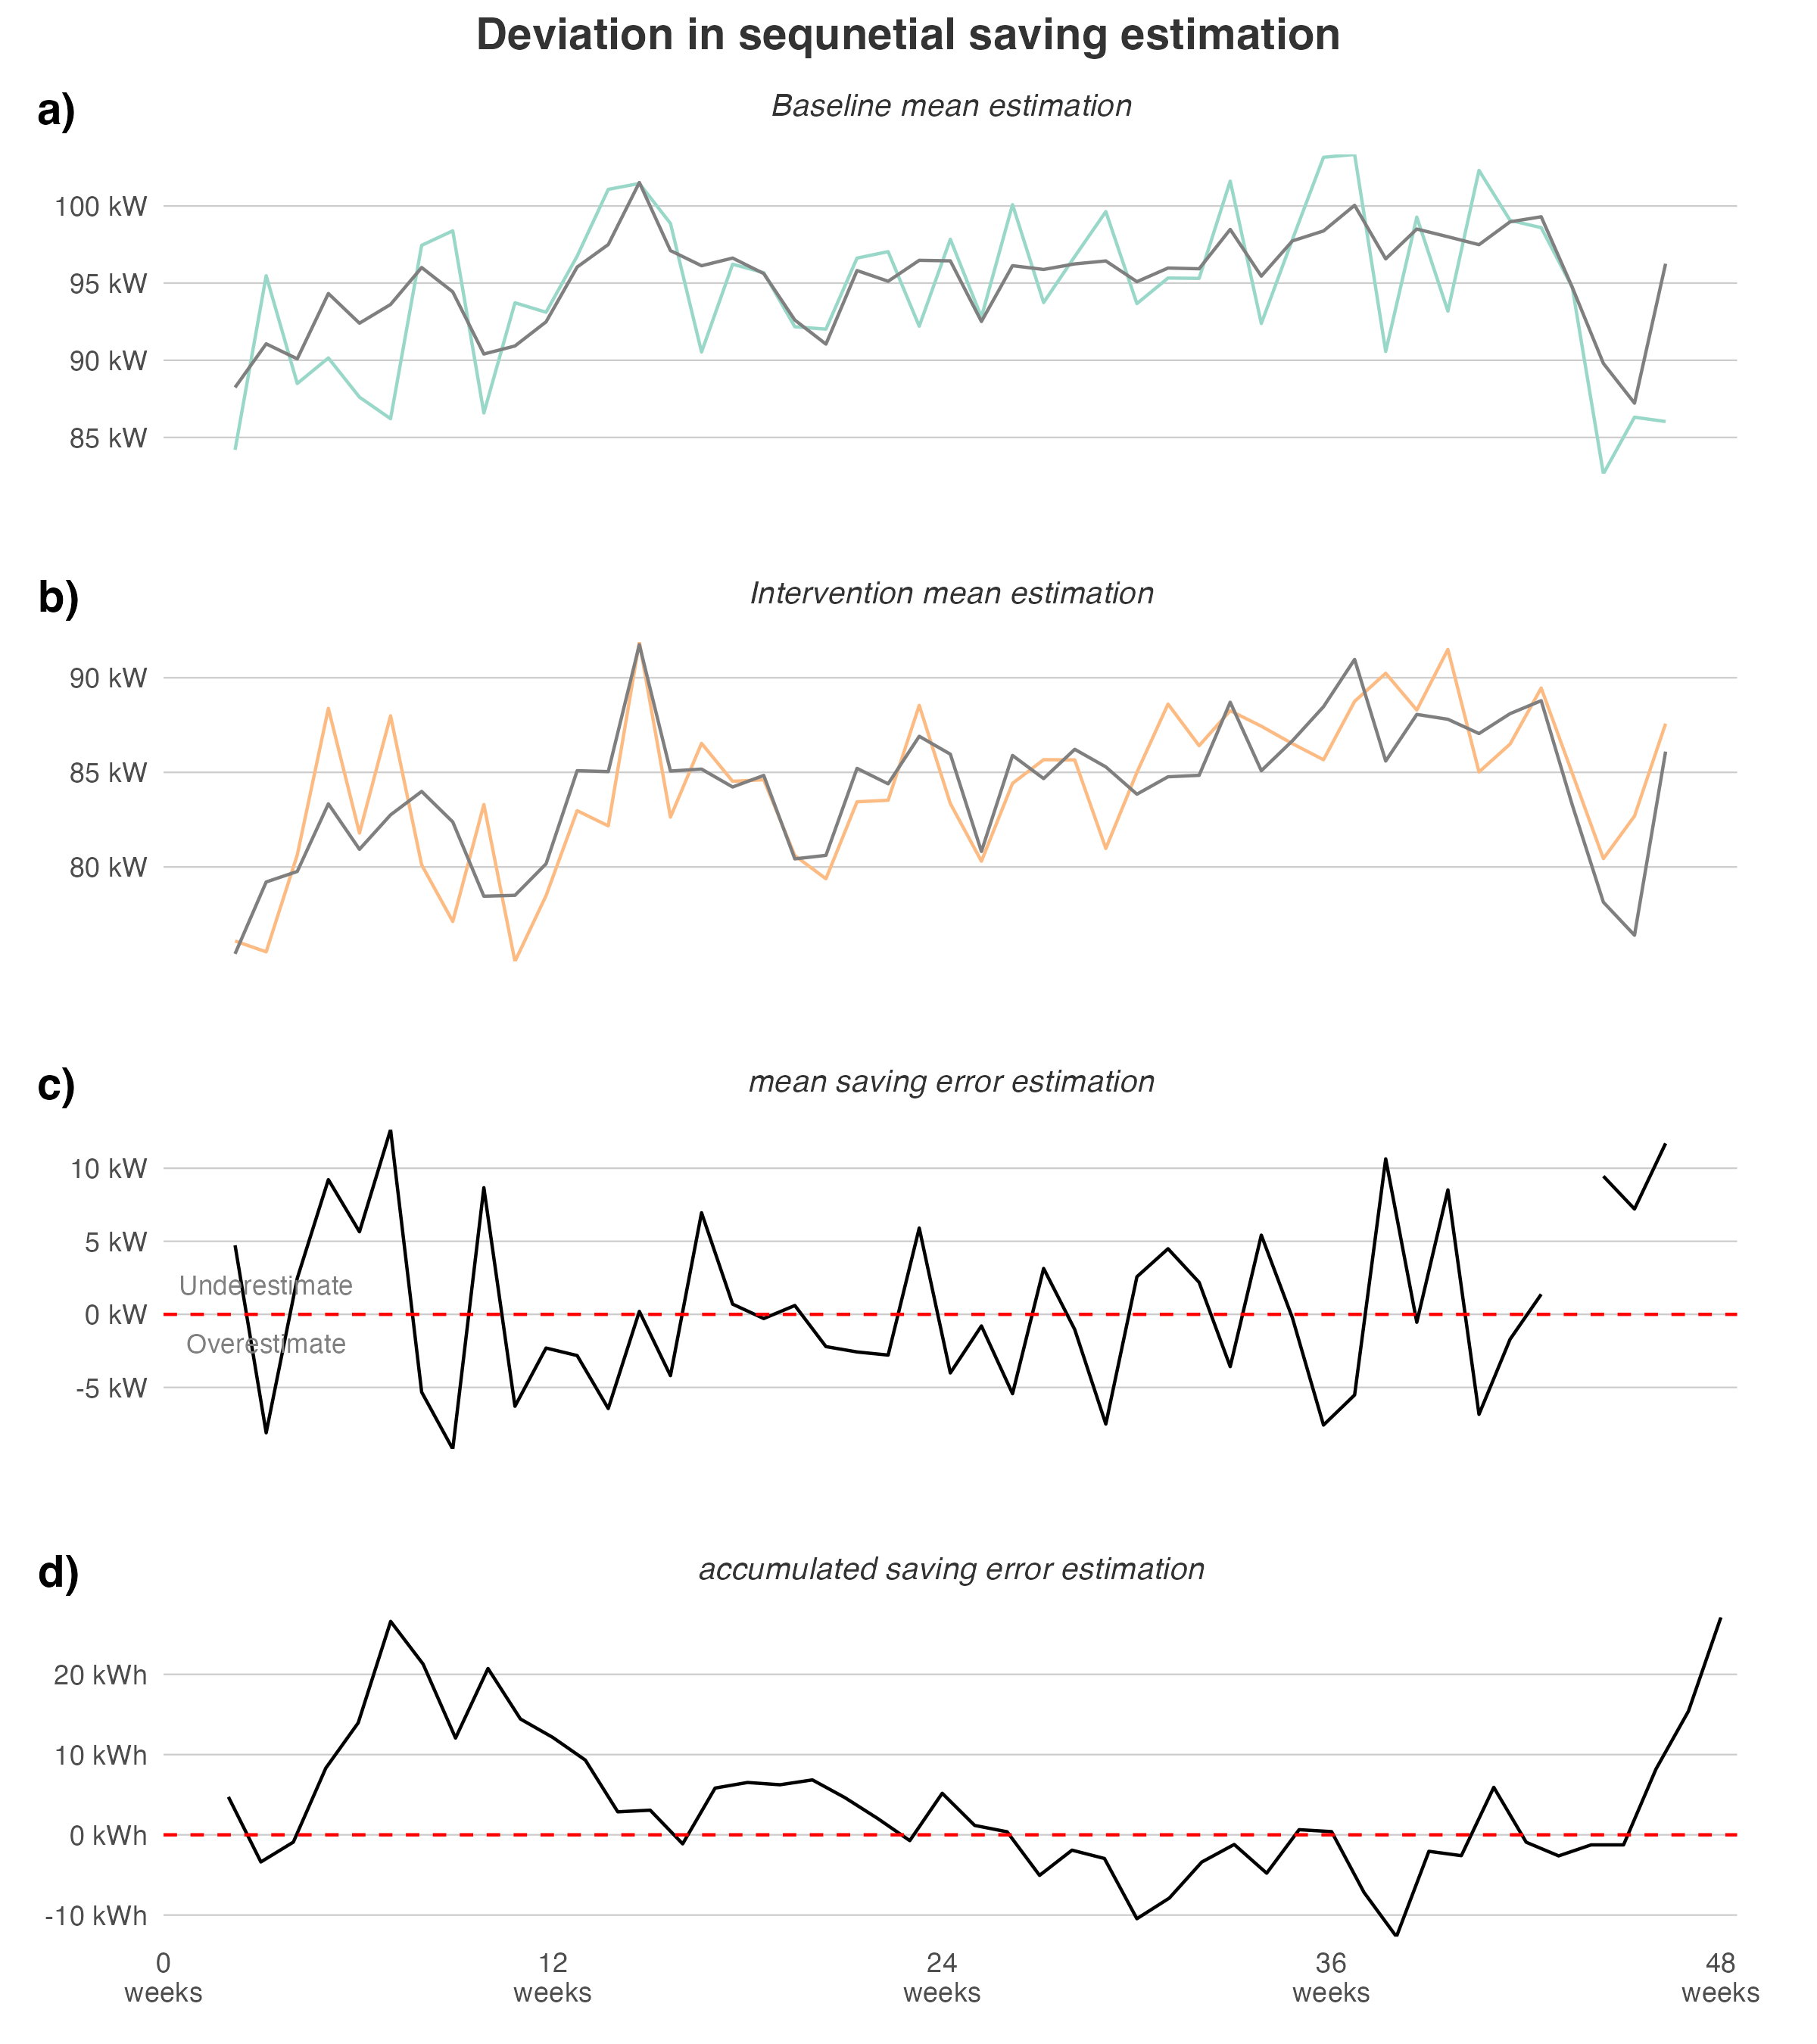 Deviation in sequnetial saving estimation
a)
Baseline mean estimation
100 kW
95 kW
90 kW
85 kW
b)
Intervention mean estimation
90 kW
85 kW
80 kW
c)
mean saving error estimation
10 kW
5 kW
Underestimate
0 kW
Overestimate
-5 kW
d)
accumulated saving error estimation
20 kWh
10 kWh
0 kWh
-10 kWh
0 12 24 36 48
weeks weeks weeks weeks weeks